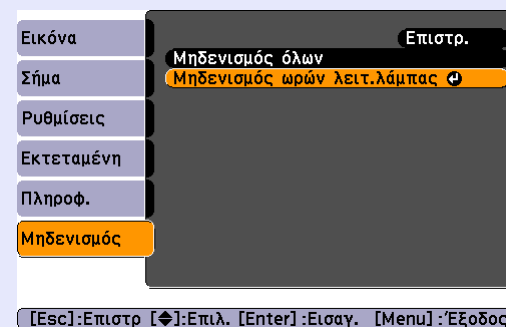 Εικόνα
Σήμα
Ρυθμίσεις
Εκτεταμένη
Πληροφ.
Μηδενισμός
Επιστρ.
Μηδενισμός όλων
Μηδενισμός ωρών λειτ.λάμπας
[Esc]:Επιστρ [◆]:Επιλ. [Enter]:Εισαγ. [Menu]:Έξοδος